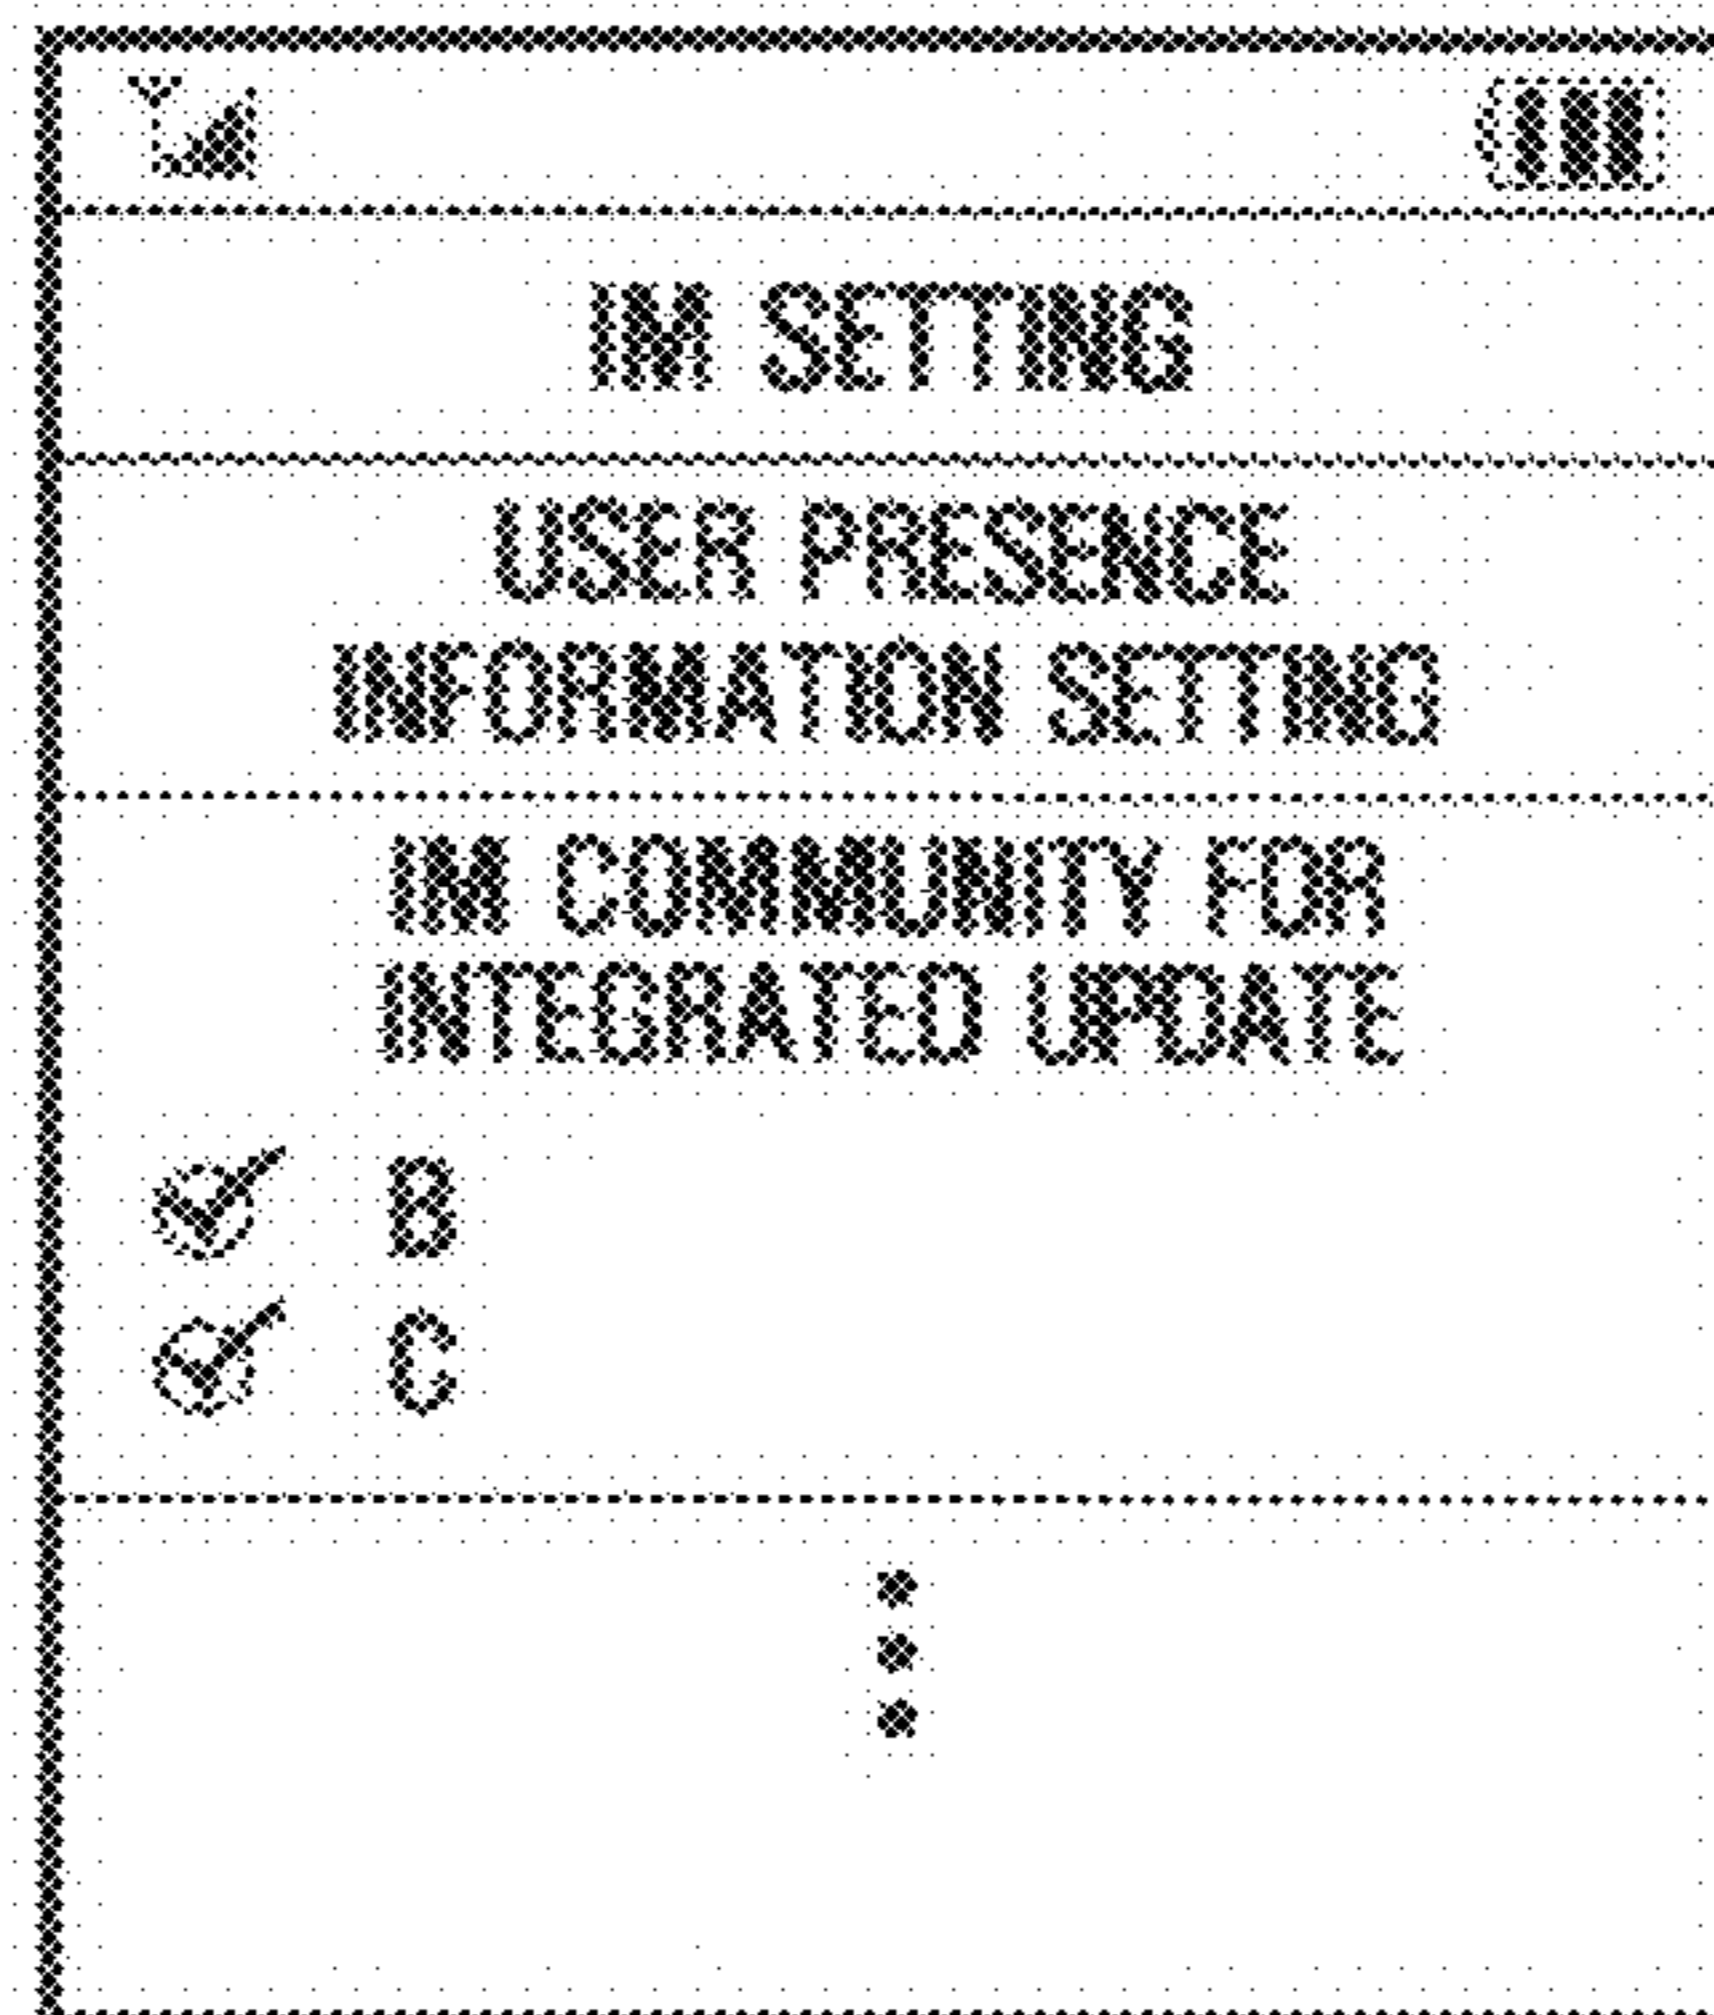 IM SETTING
USER PRESENCE
INFORMATION SETTING
IM COMMUNITY FOR
INTEGRATED UPDATE
B
C